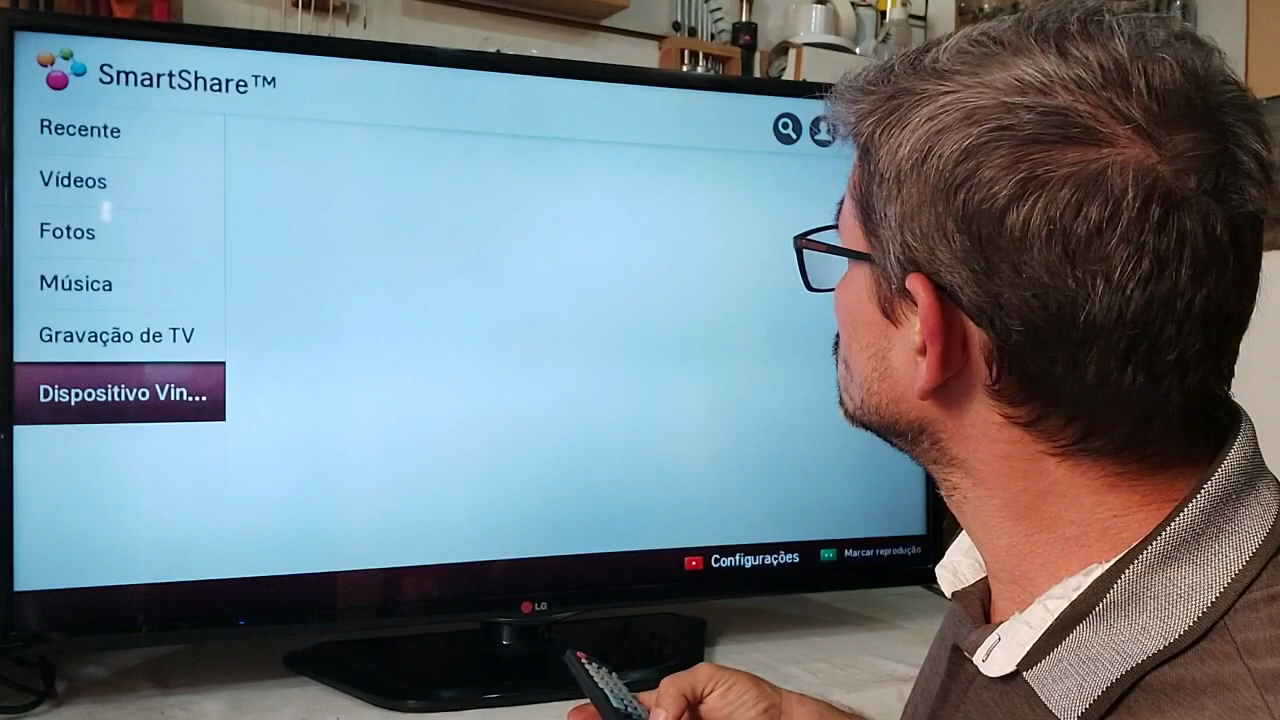 SmartShare™
Recente
Vídeos
Fotos
Música
Gravação de TV
Dispositivo Vin...
Configurações
Marcar reprodução
LG